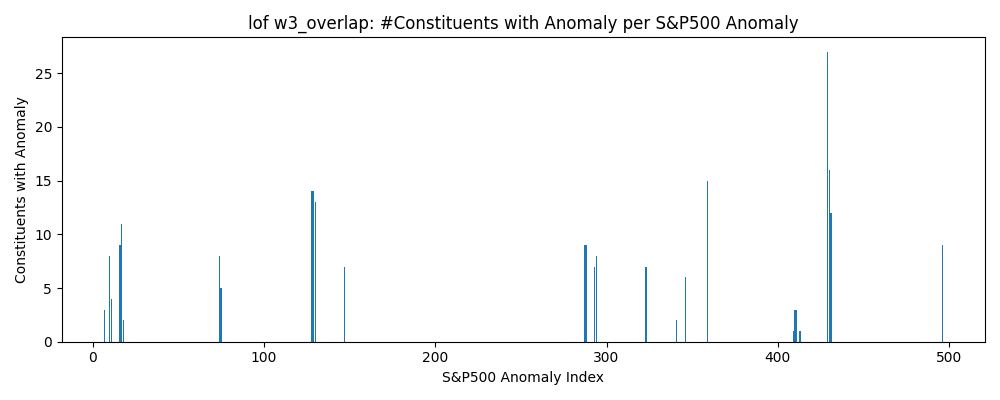 lof w3_overlap: #Constituents with Anomaly per S&P500 Anomaly
Constituents with Anomaly
25
20
15
10
5
0
0 100 200 300 400 500
S&P500 Anomaly Index